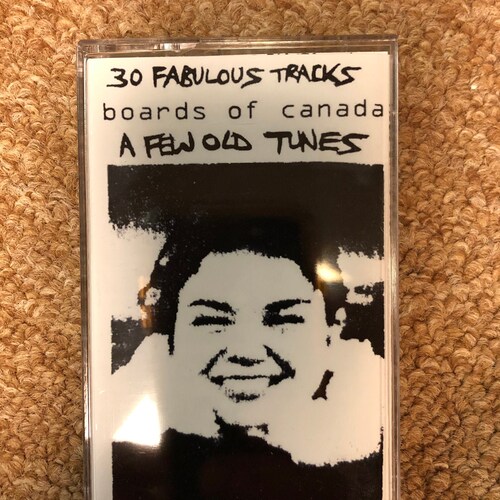 30 FABULOUS TRACKS
boards of canada
A FEW OLD TUNES